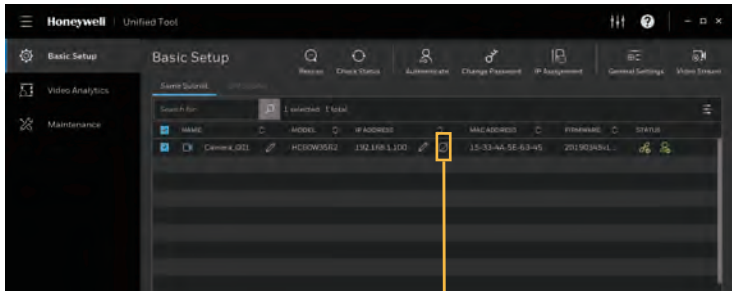 Honeywell | Unified Tool
Basic Setup
Video Analytics
Maintenance
Basic Setup
Rescan Check Status Authenticate Change Password IP Assignment General Settings Video Stream
Same Subnet
Search for 1 selected 1 total
NAME MODEL IP ADDRESS MAC ADDRESS FIRMWARE STATUS
Camera_001 192.168.1.100 15-33-4A-5E-63-45